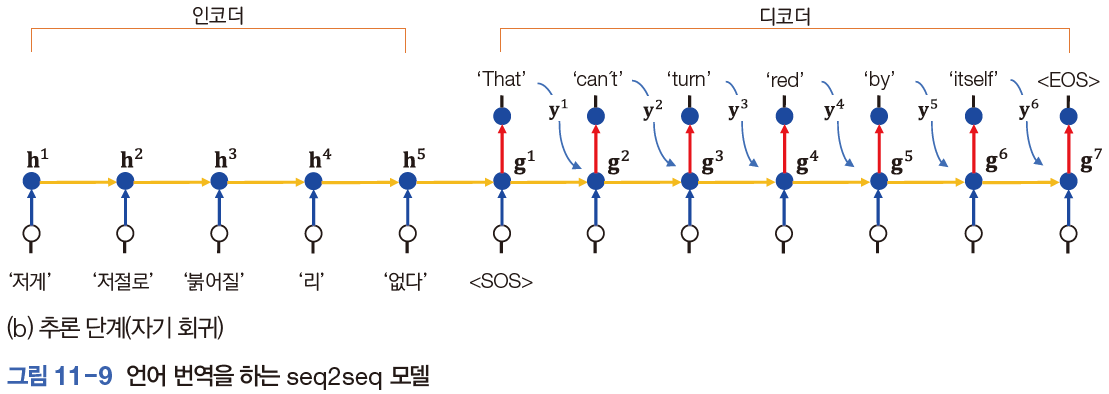 인코더 디코더
‘That’ ‘can´t’ ‘turn’ ‘red’ ‘by’ ‘itself’ <EOS>
y¹ y² y³ y⁴ y⁵ y⁶
h¹ h² h³ h⁴ h⁵ g¹ g² g³ g⁴ g⁵ g⁶ g⁷
‘저게’ ‘저절로’ ‘붉어질’ ‘리’ ‘없다’ <SOS>
(b) 추론 단계(자기 회귀)
그림 11-9 언어 번역을 하는 seq2seq 모델